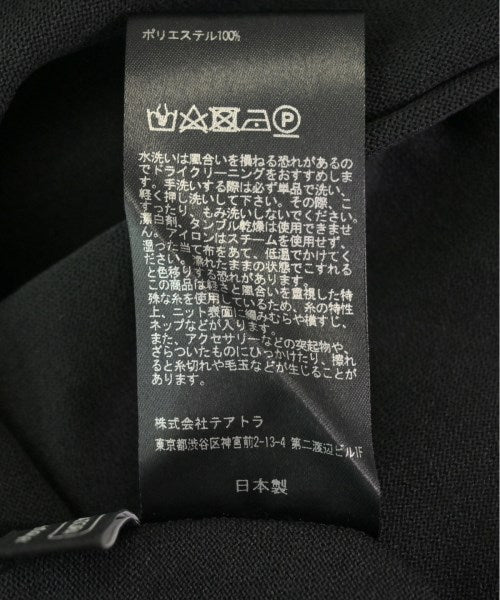 ポリエステル100%
P
水洗いは風合いを損ねる恐れがあるの
でドライクリーニングをおすすめしま
す。手洗いする際は必ず単品で洗い、
軽く押し洗いして下さい。その際、こ
すったり、もみ洗いしないでください。
漂白剤、タンブル乾燥は使用できませ
ん。アイロンはスチームを使用せず、
湿った当て布をあて、低温でかけてく
ださい。濡れたままの状態でこすれる
と色移りする恐れがあります。
この商品は軽さと風合いを重視した特
殊な糸を使用しているため、糸の特性
上、ニット表面に編みむらや横すじ、
ネップなどが入ります。
また、アクセサリーなどの突起物や、
ざらついたものにひっかけたり、擦れ
ると糸切れや毛玉などが生じることが
あります。
株式会社テアトラ
東京都渋谷区神宮前2-13-4 第二渡辺ビル1F
日本製